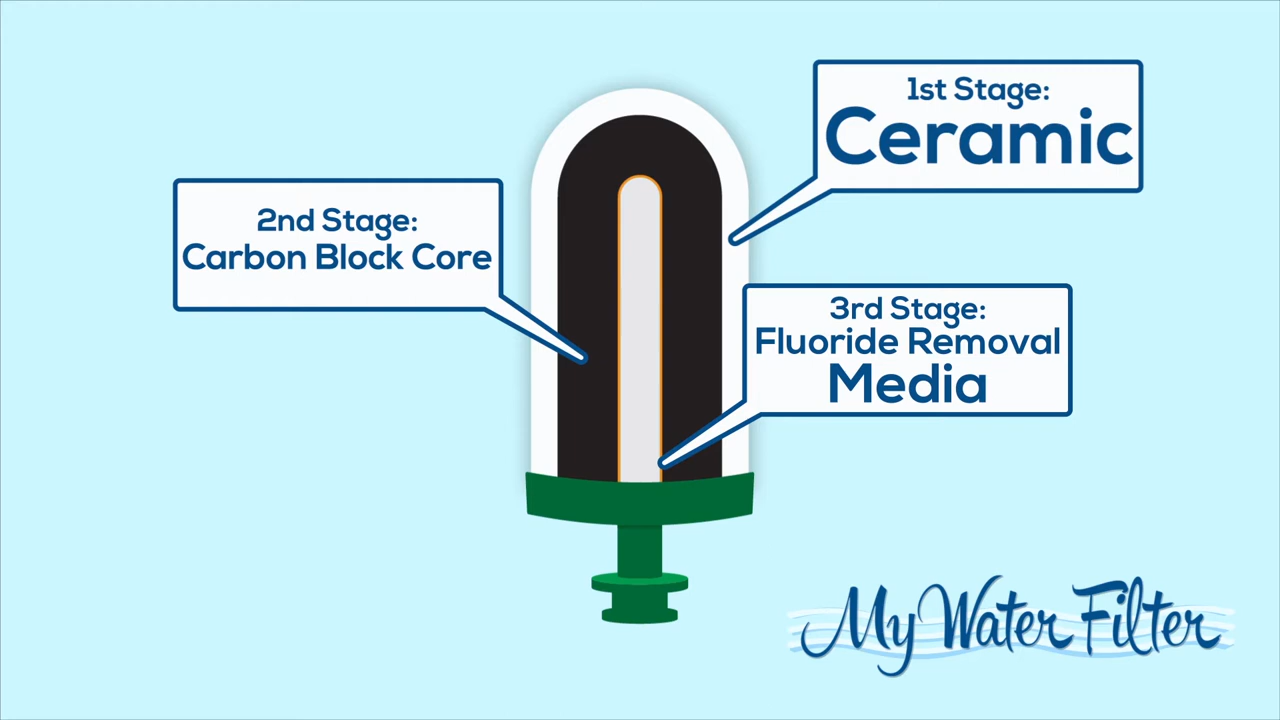 1st Stage:
Ceramic
2nd Stage:
Carbon Block Core
3rd Stage:
Fluoride Removal
Media
My Water Filter